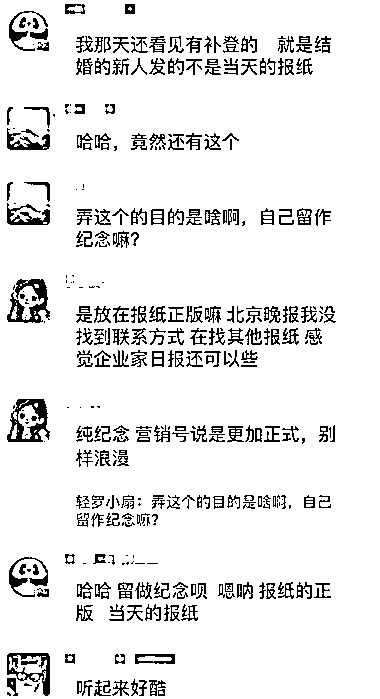 我那天还看见有补登的 就是结
婚的新人发的不是当天的报纸
哈哈，竟然还有这个
弄这个的目的是啥啊，自己留作
纪念嘛？
是放在报纸正版嘛 北京晚报我没
找到联系方式 在找其他报纸 感
觉企业家日报还可以些
纯纪念 营销号说是更加正式，别
样浪漫
轻罗小扇：弄这个的目的是啥啊，自己
留作纪念嘛？
哈哈 留做纪念呗 嗯呐 报纸的正
版 当天的报纸
听起来好酷